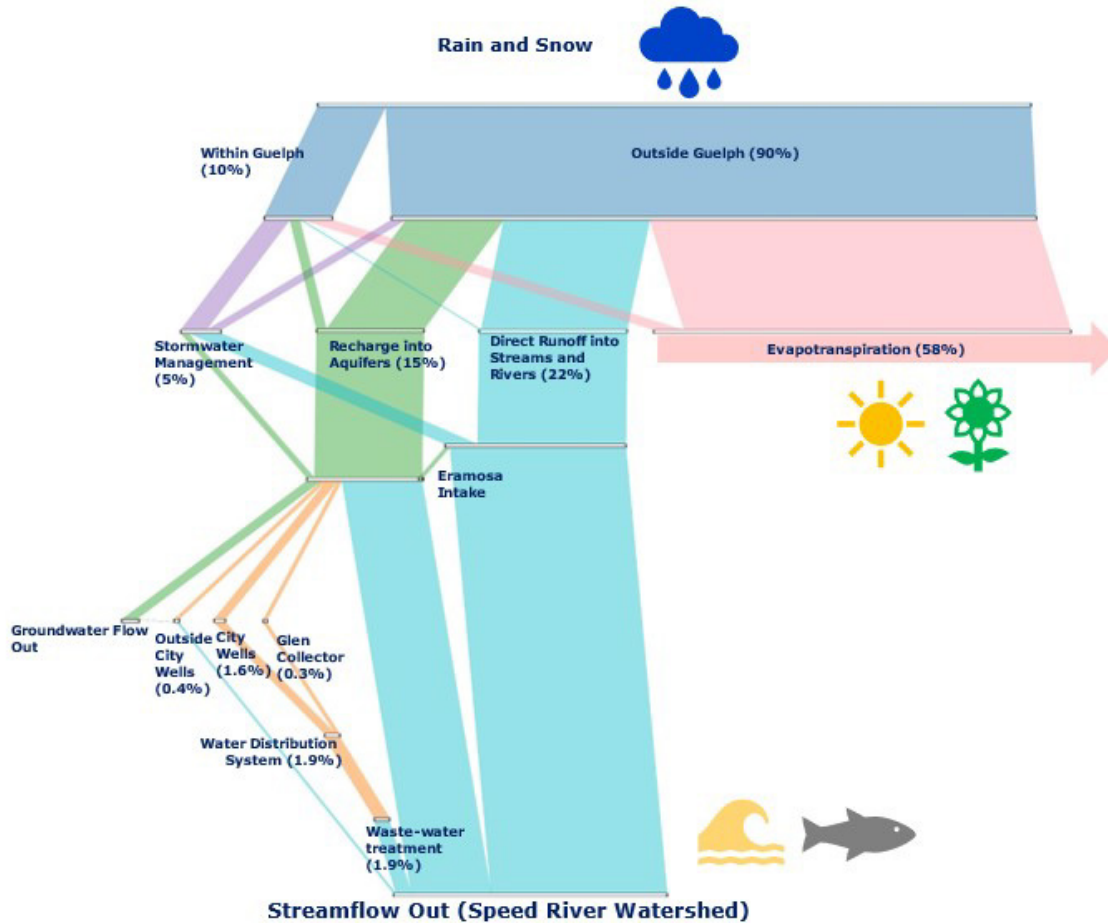 Rain and Snow
Within Guelph
(10%)
Outside Guelph (90%)
Stormwater
Management
(5%)
Recharge into
Aquifers (15%)
Direct Runoff into
Streams and
Rivers (22%)
Evapotranspiration (58%)
Eramosa
Intake
Groundwater Flow
Out
Outside
City
Wells
(0.4%)
City
Wells
(1.6%)
Glen
Collector
(0.3%)
Water Distribution
System (1.9%)
Waste-water
treatment
(1.9%)
Streamflow Out (Speed River Watershed)